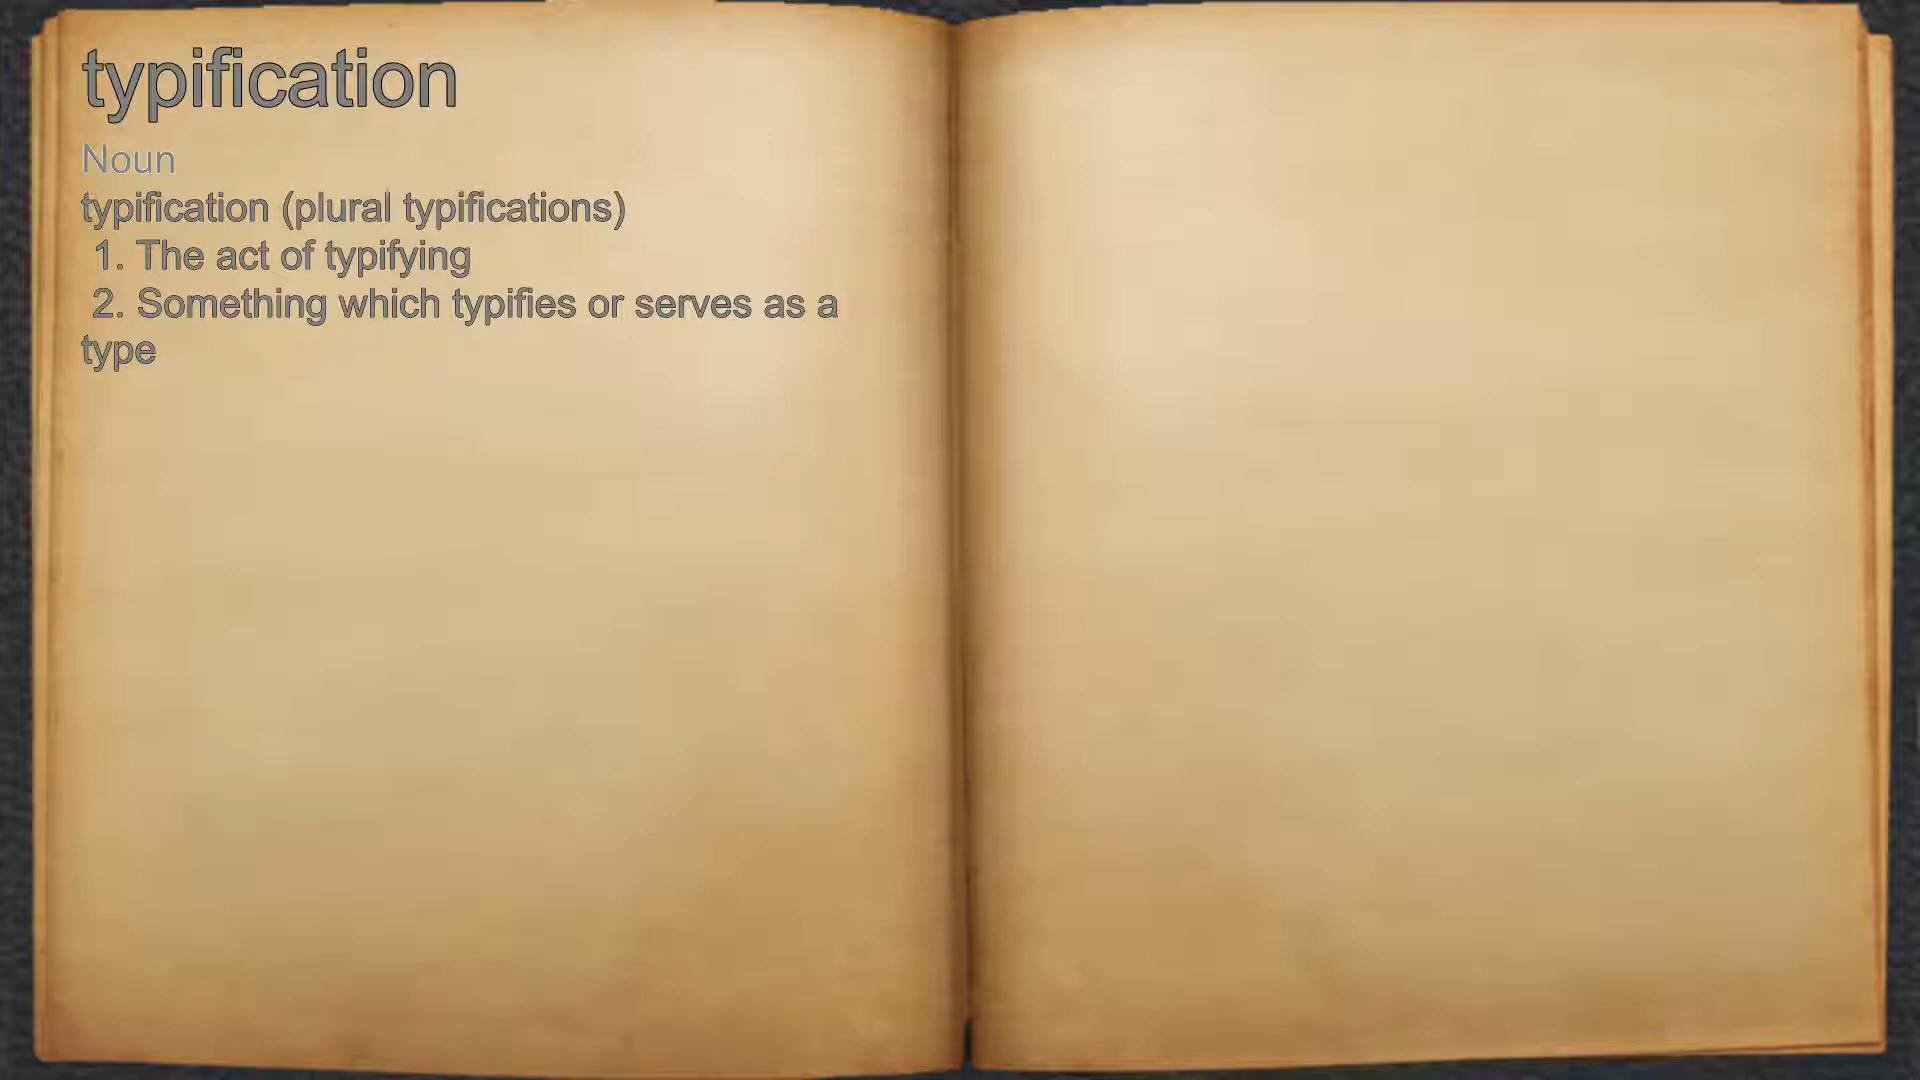 typification
Noun
typification (plural typifications)
1. The act of typifying
2. Something which typifies or serves as a
type